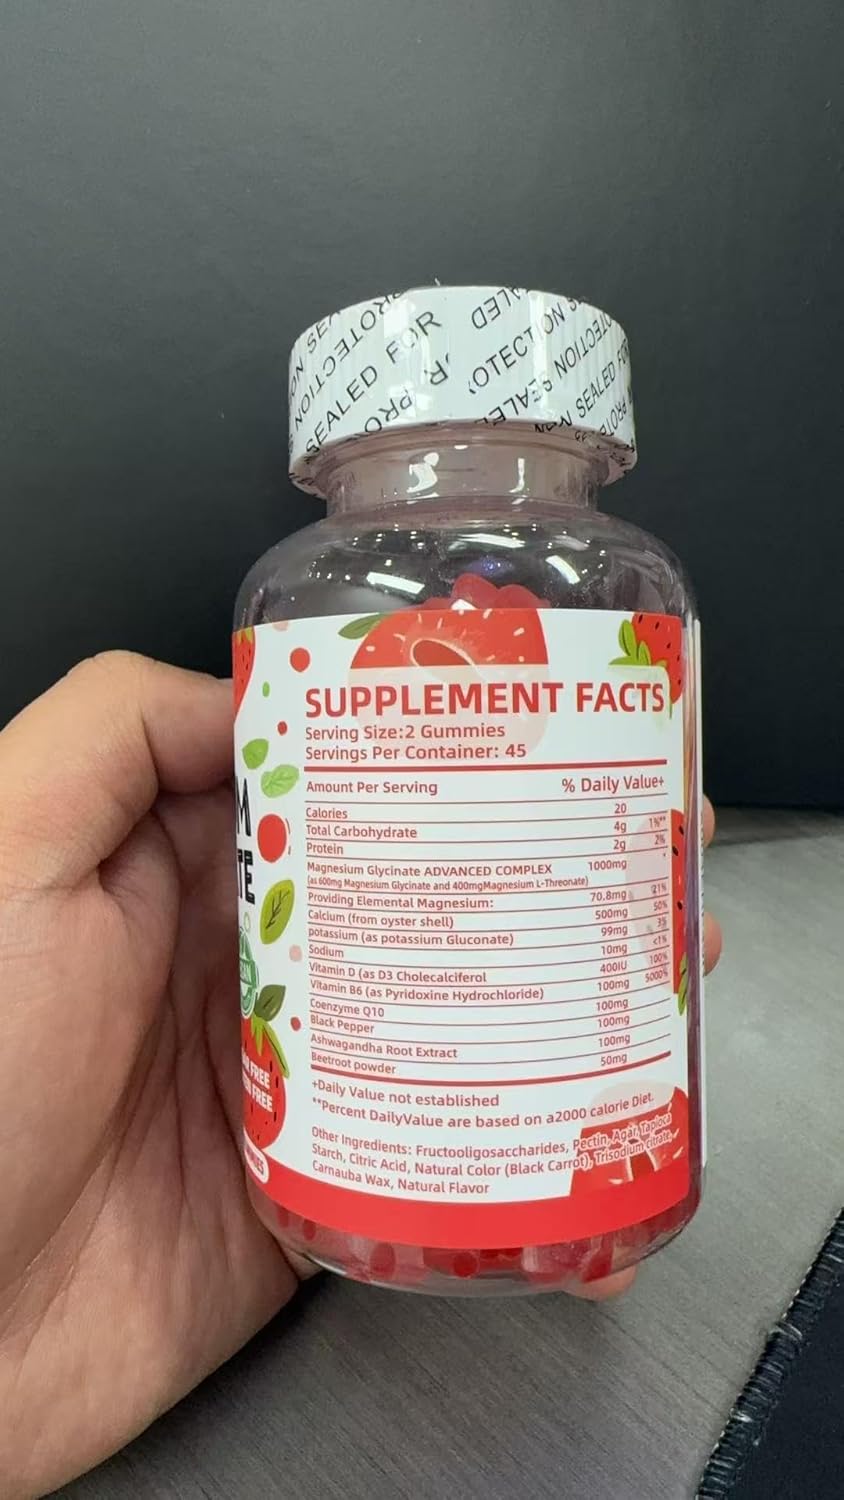 SEALED FOR
SUPPLEMENT FACTS
Serving Size:2 Gummies
Servings Per Container: 45
Amount Per Serving % Daily Value+
Calories 20
Total Carbohydrate 4g 1%**
Protein 2g 2%
Magnesium Glycinate ADVANCED COMPLEX 1000mg
(as 600mg Magnesium Glycinate and 400mgMagnesium L-Threonate)
Providing Elemental Magnesium: 70.8mg 21%
Calcium (from oyster shell) 500mg 50%
potassium (as potassium Gluconate) 99mg 3%
Sodium 10mg <1%
Vitamin D (as D3 Cholecalciferol 400IU 100%
Vitamin B6 (as Pyridoxine Hydrochloride) 100mg 5000%
Coenzyme Q10 100mg
Black Pepper 100mg
Ashwagandha Root Extract 100mg
Beetroot powder 50mg
+Daily Value not established
**Percent DailyValue are based on a2000 calorie Diet.
Other Ingredients: Fructooligosaccharides, Pectin, Agar, Tapioca
Starch, Citric Acid, Natural Color (Black Carrot), Trisodium citrate,
Carnauba Wax, Natural Flavor
FREE
FREE